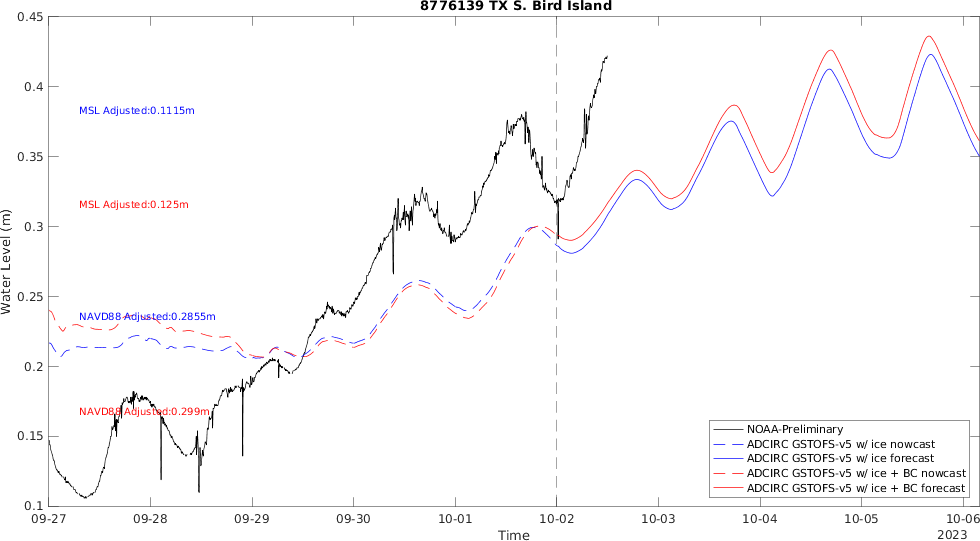 8776139 TX S. Bird Island
0.45
0.4
0.35
0.3
0.25
0.2
0.15
0.1
Water Level (m)
MSL Adjusted:0.1115m
MSL Adjusted:0.125m
NAVD88 Adjusted:0.2855m
NAVD88 Adjusted:0.299m
NOAA-Preliminary
ADCIRC GSTOFS-v5 w/ ice nowcast
ADCIRC GSTOFS-v5 w/ ice forecast
ADCIRC GSTOFS-v5 w/ ice + BC nowcast
ADCIRC GSTOFS-v5 w/ ice + BC forecast
09-27 09-28 09-29 09-30 10-01 10-02 10-03 10-04 10-05 10-06
Time
2023